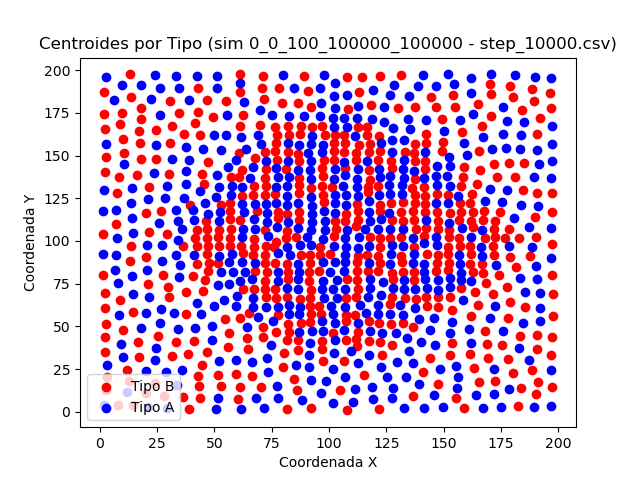 Centroides por Tipo (sim 0_0_100_100000_100000 - step_10000.csv)
200
175
150
125
100
75
50
25
0
Coordenada Y
Tipo B
Tipo A
0 25 50 75 100 125 150 175 200
Coordenada X